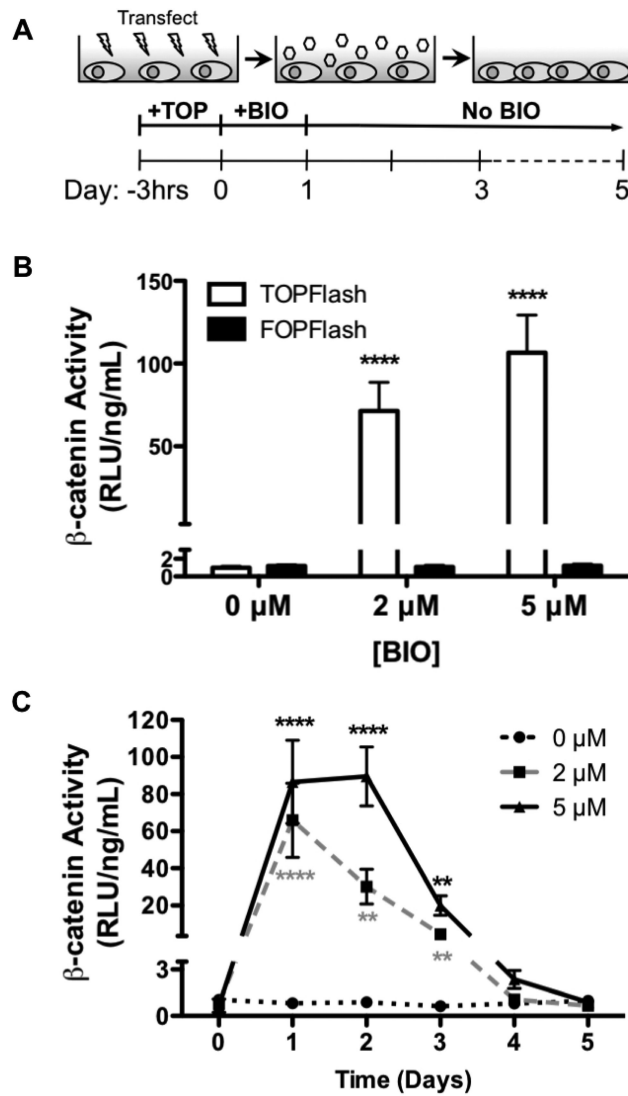 A
Transfect
+TOP +BIO No BIO
Day: -3hrs 0 1 3 5
B
β-catenin Activity
(RLU/ng/mL)
150
100
50
2
0
TOPFlash
FOPFlash
****
****
0 µM 2 µM 5 µM
[BIO]
C
β-catenin Activity
(RLU/ng/mL)
120
100
80
60
40
20
3
0
**** ****
**
****
**
**
0 µM
2 µM
5 µM
0 1 2 3 4 5
Time (Days)